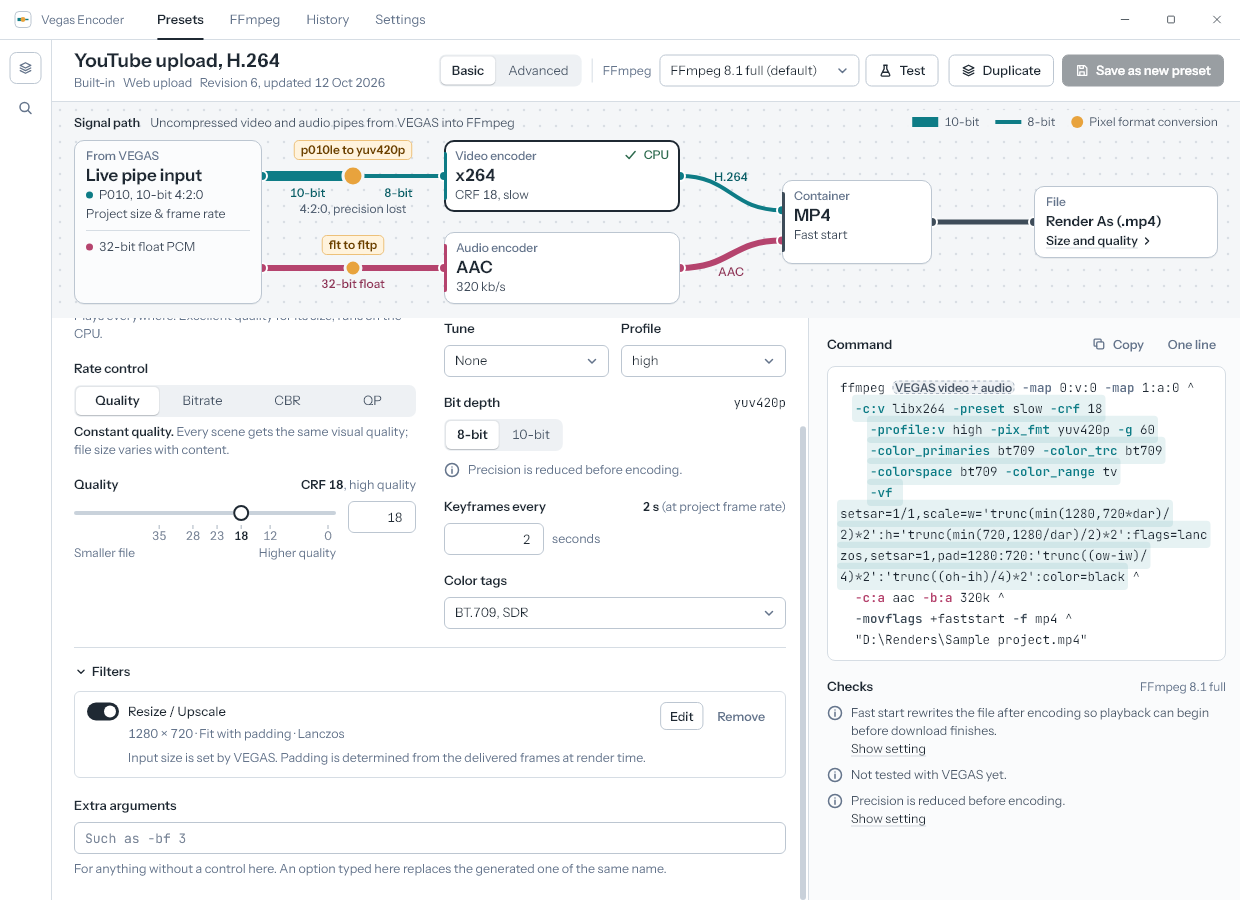 Vegas Encoder Presets FFmpeg History Settings
YouTube upload, H.264
Built-in Web upload Revision 6, updated 12 Oct 2026
Basic Advanced FFmpeg FFmpeg 8.1 full (default) Test Duplicate Save as new preset
Signal path Uncompressed video and audio pipes from VEGAS into FFmpeg
10-bit 8-bit Pixel format conversion
From VEGAS
Live pipe input
P010, 10-bit 4:2:0
Project size & frame rate
32-bit float PCM
p010le to yuv420p
10-bit 8-bit
4:2:0, precision lost
flt to fltp
32-bit float
Video encoder CPU
x264
CRF 18, slow
Audio encoder
AAC
320 kb/s
H.264
AAC
Container
MP4
Fast start
File
Render As (.mp4)
Size and quality
Plays everywhere. Excellent quality for its size, runs on the
CPU.
Rate control
Quality Bitrate CBR QP
Constant quality. Every scene gets the same visual quality;
file size varies with content.
Quality CRF 18, high quality
18
35 28 23 18 12 0
Smaller file Higher quality
Tune Profile
None high
Bit depth yuv420p
8-bit 10-bit
Precision is reduced before encoding.
Keyframes every 2 s (at project frame rate)
2 seconds
Color tags
BT.709, SDR
Filters
Resize / Upscale
1280 × 720 · Fit with padding · Lanczos
Input size is set by VEGAS. Padding is determined from the delivered frames at render time.
Edit Remove
Extra arguments
Such as -bf 3
For anything without a control here. An option typed here replaces the generated one of the same name.
Command Copy One line
ffmpeg VEGAS video + audio -map 0:v:0 -map 1:a:0 ^
-c:v libx264 -preset slow -crf 18
-profile:v high -pix_fmt yuv420p -g 60
-color_primaries bt709 -color_trc bt709
-colorspace bt709 -color_range tv
-vf
setsar=1/1,scale=w='trunc(min(1280,720*dar)/
2)*2':h='trunc(min(720,1280/dar)/2)*2':flags=lanc
zos,setsar=1,pad=1280:720:'trunc((ow-iw)/
4)*2':'trunc((oh-ih)/4)*2':color=black ^
-c:a aac -b:a 320k ^
-movflags +faststart -f mp4 ^
"D:\Renders\Sample project.mp4"
Checks FFmpeg 8.1 full
Fast start rewrites the file after encoding so playback can begin
before download finishes.
Show setting
Not tested with VEGAS yet.
Precision is reduced before encoding.
Show setting